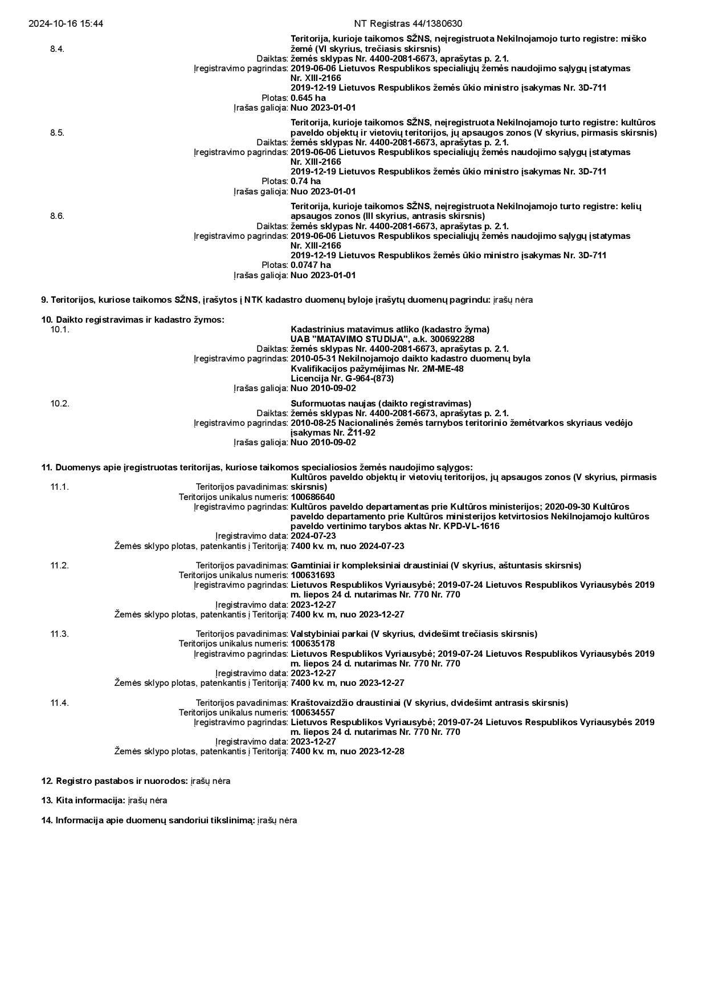 2024-10-16 15:44 NT Registras 44/1380630
Teritorija, kurioje taikomos SŽNS, neįregistruota Nekilnojamojo turto registre: miško
8.4. žemė (VI skyrius, trečiasis skirsnis)
Daiktas: žemės sklypas Nr. 4400-2081-6673, aprašytas p. 2.1.
Įregistravimo pagrindas: 2019-06-06 Lietuvos Respublikos specialiųjų žemės naudojimo sąlygų įstatymas
Nr. XIII-2166
2019-12-19 Lietuvos Respublikos žemės ūkio ministro įsakymas Nr. 3D-711
Plotas: 0.645 ha
Įrašas galioja: Nuo 2023-01-01
Teritorija, kurioje taikomos SŽNS, neįregistruota Nekilnojamojo turto registre: kultūros
8.5. paveldo objektų ir vietovių teritorijos, jų apsaugos zonos (V skyrius, pirmasis skirsnis)
Daiktas: žemės sklypas Nr. 4400-2081-6673, aprašytas p. 2.1.
Įregistravimo pagrindas: 2019-06-06 Lietuvos Respublikos specialiųjų žemės naudojimo sąlygų įstatymas
Nr. XIII-2166
2019-12-19 Lietuvos Respublikos žemės ūkio ministro įsakymas Nr. 3D-711
Plotas: 0.74 ha
Įrašas galioja: Nuo 2023-01-01
Teritorija, kurioje taikomos SŽNS, neįregistruota Nekilnojamojo turto registre: kelių
8.6. apsaugos zonos (III skyrius, antrasis skirsnis)
Daiktas: žemės sklypas Nr. 4400-2081-6673, aprašytas p. 2.1.
Įregistravimo pagrindas: 2019-06-06 Lietuvos Respublikos specialiųjų žemės naudojimo sąlygų įstatymas
Nr. XIII-2166
2019-12-19 Lietuvos Respublikos žemės ūkio ministro įsakymas Nr. 3D-711
Plotas: 0.0747 ha
Įrašas galioja: Nuo 2023-01-01
9. Teritorijos, kuriose taikomos SŽNS, įrašytos į NTK kadastro duomenų byloje įrašytų duomenų pagrindu: įrašų nėra
10. Daikto registravimas ir kadastro žymos:
10.1. Kadastrinius matavimus atliko (kadastro žyma)
UAB "MATAVIMO STUDIJA", a.k. 300692288
Daiktas: žemės sklypas Nr. 4400-2081-6673, aprašytas p. 2.1.
Įregistravimo pagrindas: 2010-05-31 Nekilnojamojo daikto kadastro duomenų byla
Kvalifikacijos pažymėjimas Nr. 2M-ME-48
Licencija Nr. G-964-(873)
Įrašas galioja: Nuo 2010-09-02
10.2. Suformuotas naujas (daikto registravimas)
Daiktas: žemės sklypas Nr. 4400-2081-6673, aprašytas p. 2.1.
Įregistravimo pagrindas: 2010-08-25 Nacionalinės žemės tarnybos teritorinio žemėtvarkos skyriaus vedėjo
įsakymas Nr. Ž11-92
Įrašas galioja: Nuo 2010-09-02
11. Duomenys apie įregistruotas teritorijas, kuriose taikomos specialiosios žemės naudojimo sąlygos:
Kultūros paveldo objektų ir vietovių teritorijos, jų apsaugos zonos (V skyrius, pirmasis
11.1. Teritorijos pavadinimas: skirsnis)
Teritorijos unikalus numeris: 100686640
Įregistravimo pagrindas: Kultūros paveldo departamentas prie Kultūros ministerijos; 2020-09-30 Kultūros
paveldo departamento prie Kultūros ministerijos ketvirtosios Nekilnojamojo kultūros
paveldo vertinimo tarybos aktas Nr. KPD-VL-1616
Įregistravimo data: 2024-07-23
Žemės sklypo plotas, patenkantis į Teritoriją: 7400 kv. m, nuo 2024-07-23
11.2. Teritorijos pavadinimas: Gamtiniai ir kompleksiniai draustiniai (V skyrius, aštuntasis skirsnis)
Teritorijos unikalus numeris: 100631693
Įregistravimo pagrindas: Lietuvos Respublikos Vyriausybė; 2019-07-24 Lietuvos Respublikos Vyriausybės 2019
m. liepos 24 d. nutarimas Nr. 770 Nr. 770
Įregistravimo data: 2023-12-27
Žemės sklypo plotas, patenkantis į Teritoriją: 7400 kv. m, nuo 2023-12-27
11.3. Teritorijos pavadinimas: Valstybiniai parkai (V skyrius, dvidešimt trečiasis skirsnis)
Teritorijos unikalus numeris: 100635178
Įregistravimo pagrindas: Lietuvos Respublikos Vyriausybė; 2019-07-24 Lietuvos Respublikos Vyriausybės 2019
m. liepos 24 d. nutarimas Nr. 770 Nr. 770
Įregistravimo data: 2023-12-27
Žemės sklypo plotas, patenkantis į Teritoriją: 7400 kv. m, nuo 2023-12-27
11.4. Teritorijos pavadinimas: Kraštovaizdžio draustiniai (V skyrius, dvidešimt antrasis skirsnis)
Teritorijos unikalus numeris: 100634557
Įregistravimo pagrindas: Lietuvos Respublikos Vyriausybė; 2019-07-24 Lietuvos Respublikos Vyriausybės 2019
m. liepos 24 d. nutarimas Nr. 770 Nr. 770
Įregistravimo data: 2023-12-27
Žemės sklypo plotas, patenkantis į Teritoriją: 7400 kv. m, nuo 2023-12-28
12. Registro pastabos ir nuorodos: įrašų nėra
13. Kita informacija: įrašų nėra
14. Informacija apie duomenų sandoriui tikslinimą: įrašų nėra